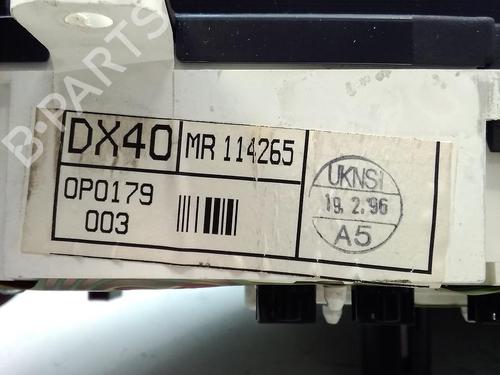 B-PARTS
DX40
MR 114265
0P0179
003
UKNSI
19. 2. '96
A5